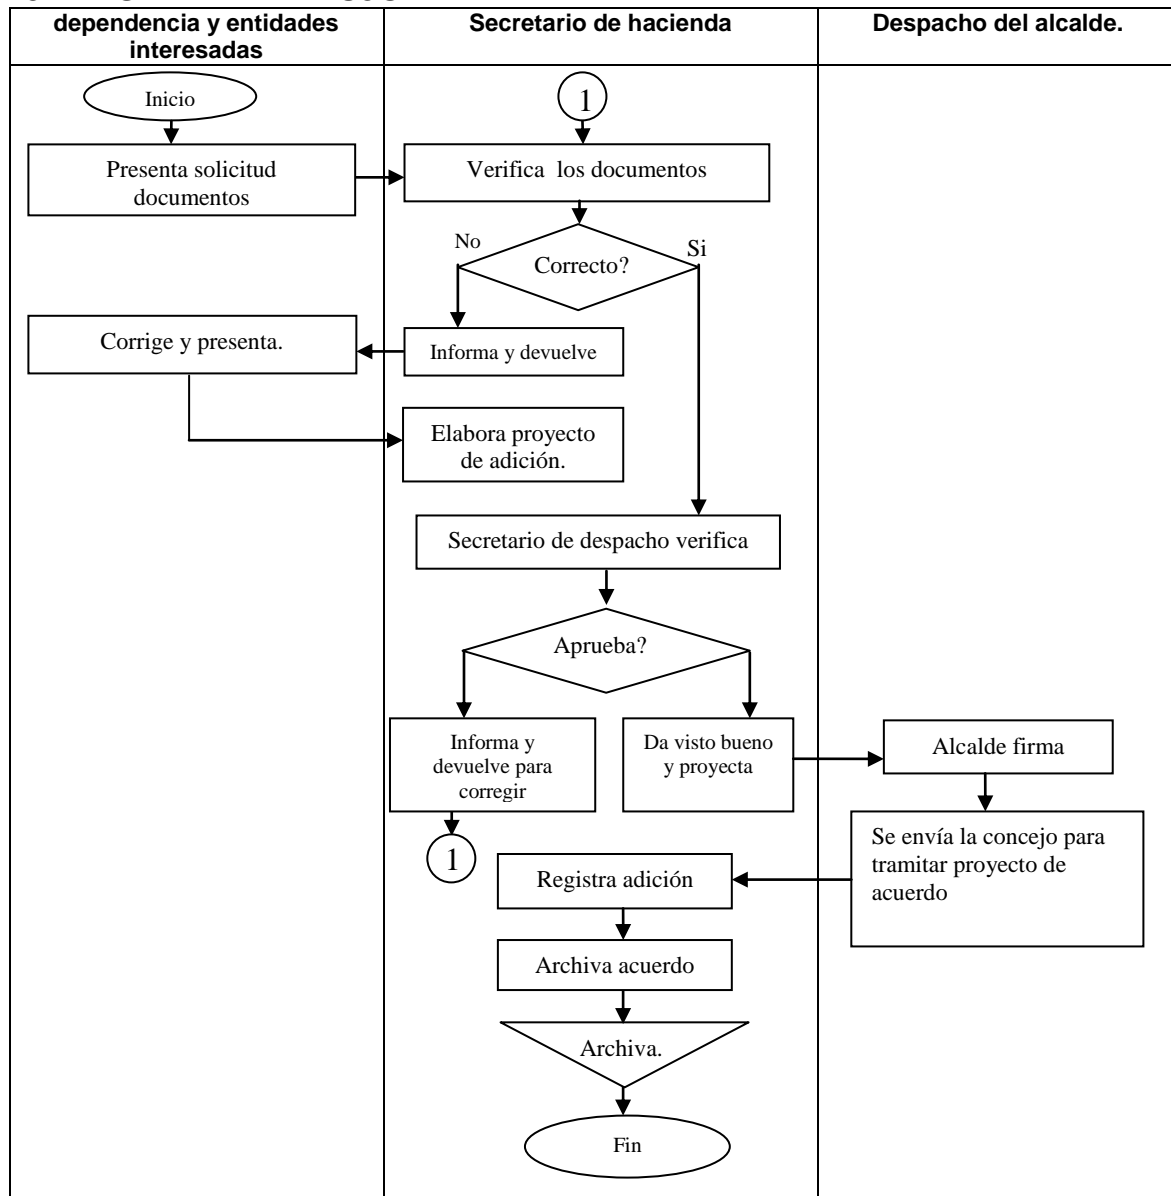 dependencia y entidades
interesadas
Secretario de hacienda
Despacho del alcalde.
Inicio
1
Presenta solicitud
documentos
Verifica los documentos
No
Si
Correcto?
Corrige y presenta.
Informa y devuelve
Elabora proyecto
de adición.
Secretario de despacho verifica
Aprueba?
Informa y
devuelve para
corregir
Da visto bueno
y proyecta
Alcalde firma
1
Se envía la concejo para
tramitar proyecto de
acuerdo
Registra adición
Archiva acuerdo
Archiva.
Fin